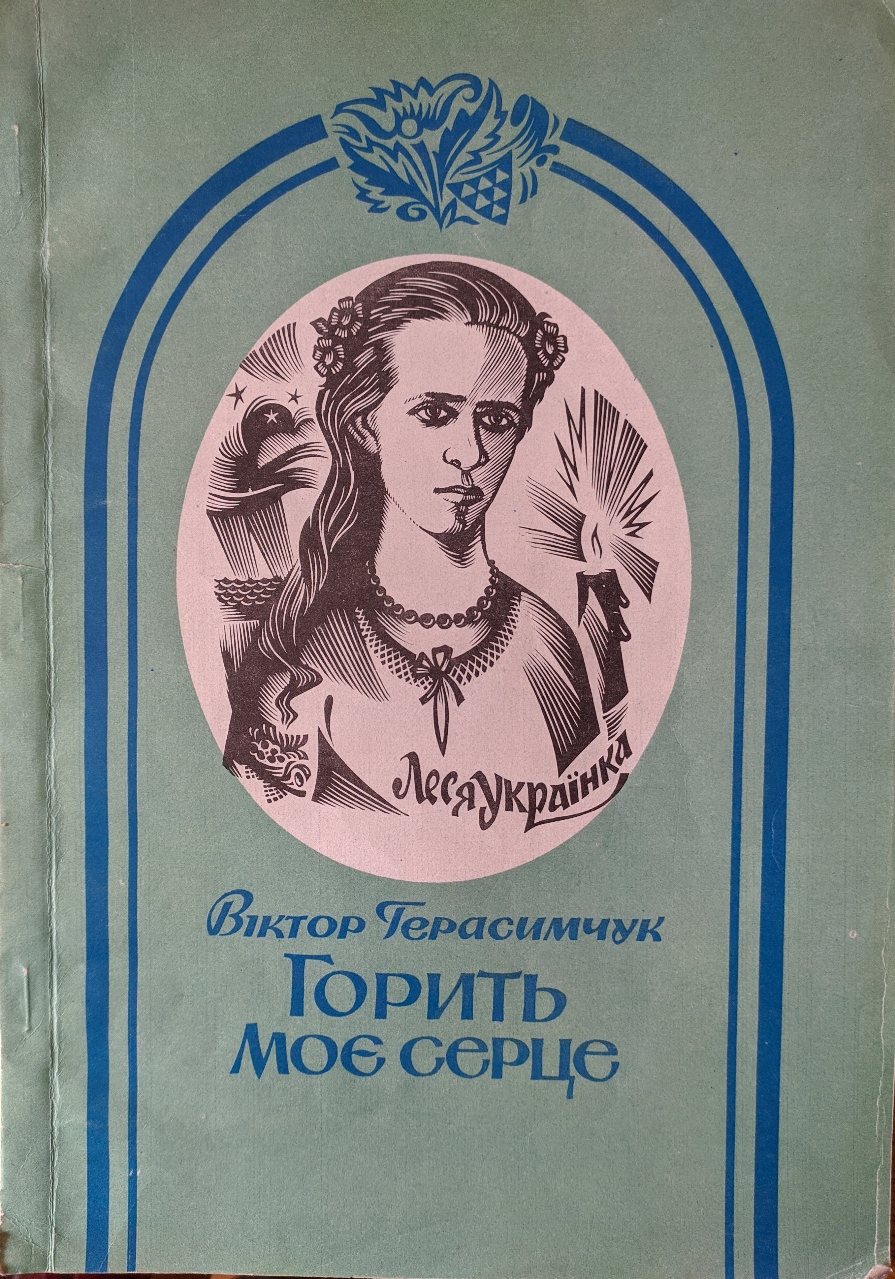 Леся Українка
Віктор Герасимчук
Горить
моє серце